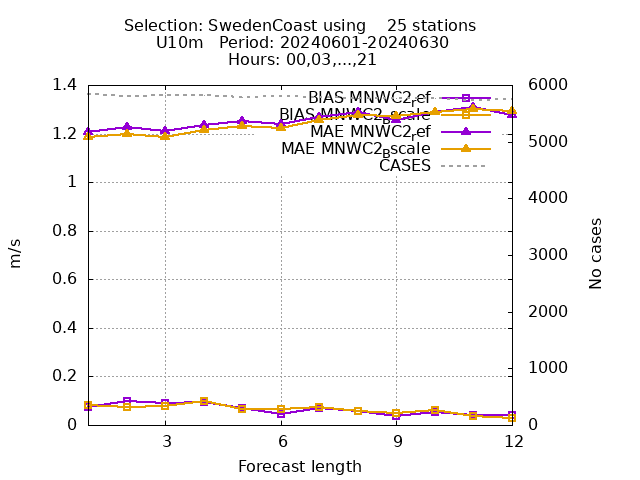 Selection: SwedenCoast using    25 stations
U10m   Period: 20240601-20240630
Hours: 00,03,...,21
1.4
1.2
1
0.8
0.6
0.4
0.2
0
6000
5000
4000
3000
2000
1000
0
BIAS MNWC2_ref
BIAS MNWC2_Bscale
MAE MNWC2_ref
MAE MNWC2_Bscale
CASES
m/s
No cases
3
6
9
12
Forecast length